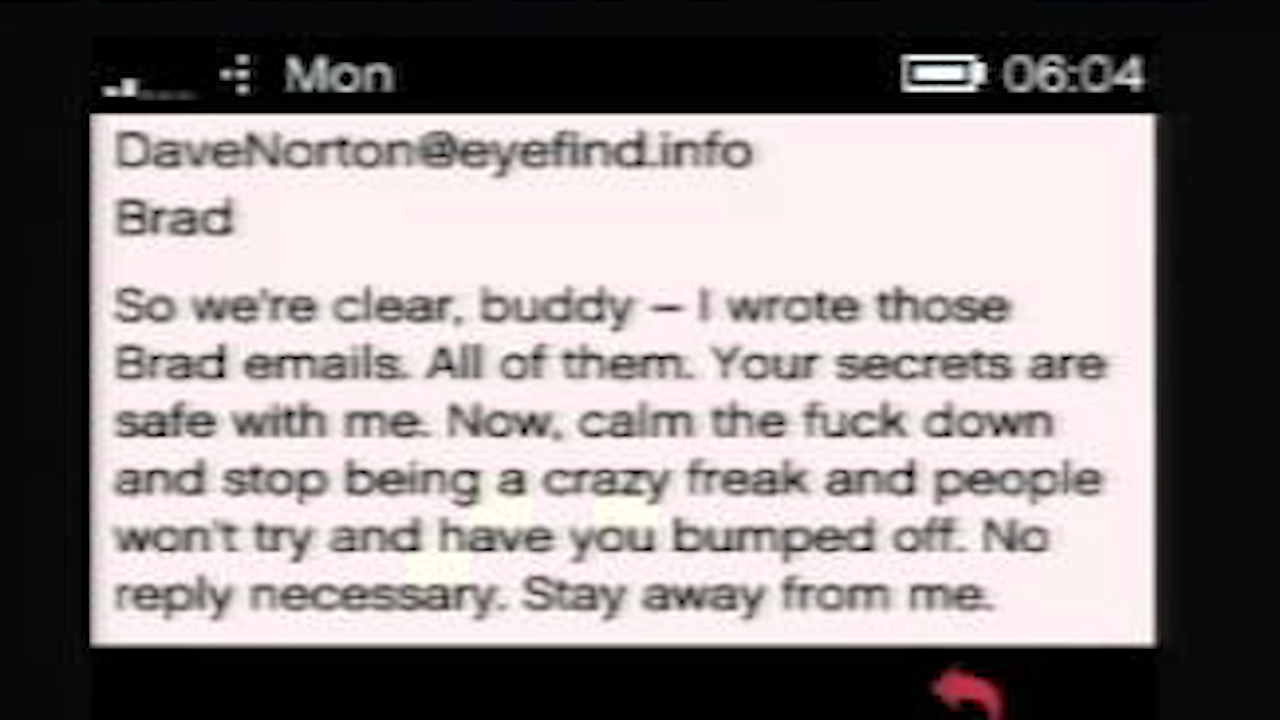 Mon 06:04
DaveNorton@eyefind.info
Brad
So we're clear, buddy – I wrote those
Brad emails. All of them. Your secrets are
safe with me. Now, calm the fuck down
and stop being a crazy freak and people
won't try and have you bumped off. No
reply necessary. Stay away from me.